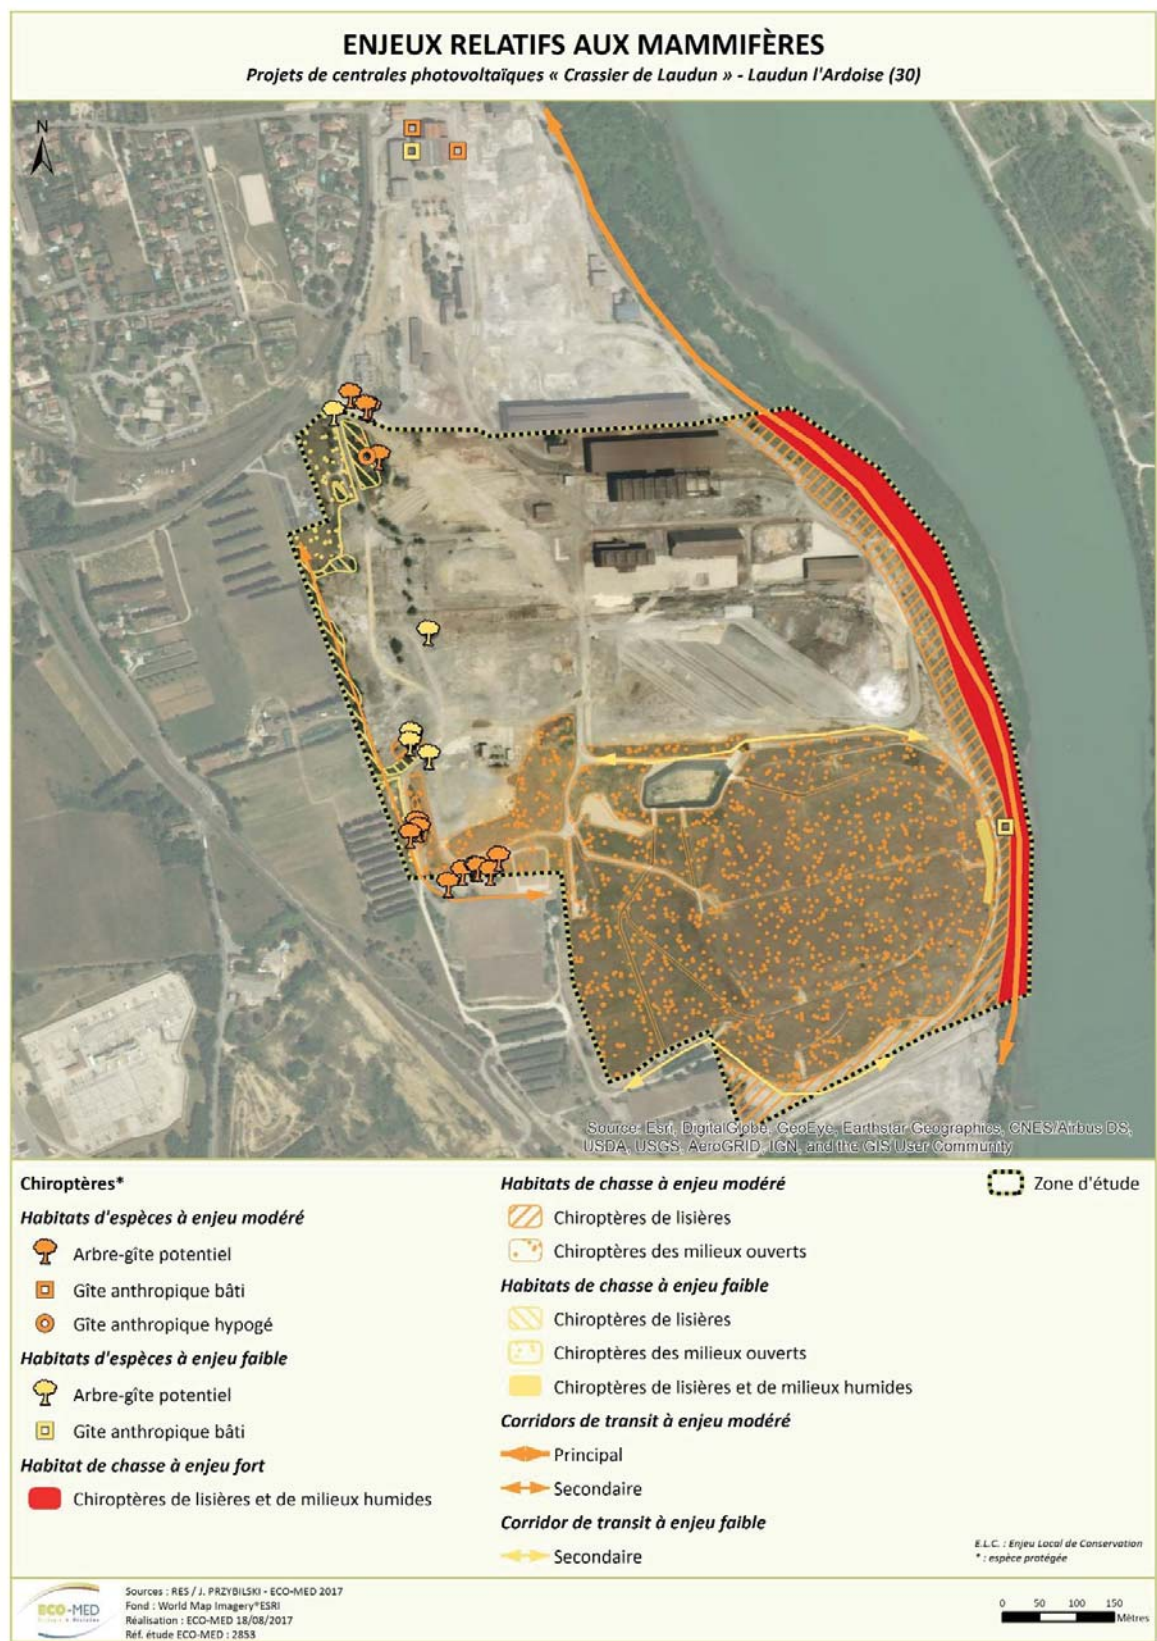 ENJEUX RELATIFS AUX MAMMIFÈRES
Projets de centrales photovoltaïques « Crassier de Laudun » - Laudun l'Ardoise (30)
N
Source: Esri, DigitalGlobe, GeoEye, Earthstar Geographics, CNES/Airbus DS,
USDA, USGS, AeroGRID, IGN, and the GIS User Community
Chiroptères*
Habitats d'espèces à enjeu modéré
Arbre-gîte potentiel
Gîte anthropique bâti
Gîte anthropique hypogé
Habitats d'espèces à enjeu faible
Arbre-gîte potentiel
Gîte anthropique bâti
Habitat de chasse à enjeu fort
Chiroptères de lisières et de milieux humides
Habitats de chasse à enjeu modéré
Chiroptères de lisières
Chiroptères des milieux ouverts
Habitats de chasse à enjeu faible
Chiroptères de lisières
Chiroptères des milieux ouverts
Chiroptères de lisières et de milieux humides
Corridors de transit à enjeu modéré
Principal
Secondaire
Corridor de transit à enjeu faible
Secondaire
Zone d'étude
E.L.C. : Enjeu Local de Conservation
* : espèce protégée
ECO-MED
Sources : RES / J. PRZYBILSKI - ECO-MED 2017
Fond : World Map Imagery®ESRI
Réalisation : ECO-MED 18/08/2017
Réf. étude ECO-MED : 2853
0 50 100 150
Mètres